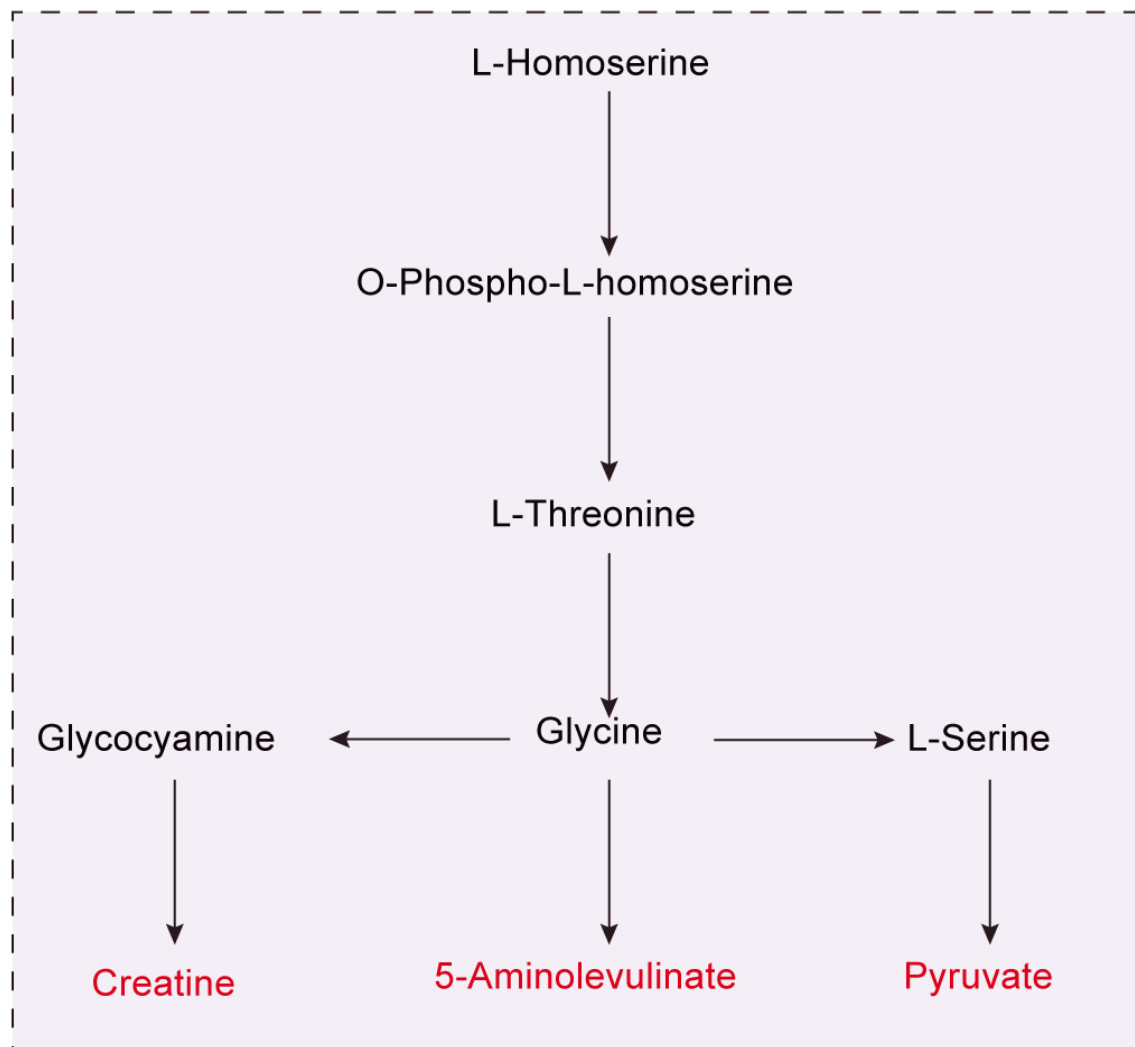 L-Homoserine
O-Phospho-L-homoserine
L-Threonine
Glycocyamine
Glycine
L-Serine
Creatine
5-Aminolevulinate
Pyruvate